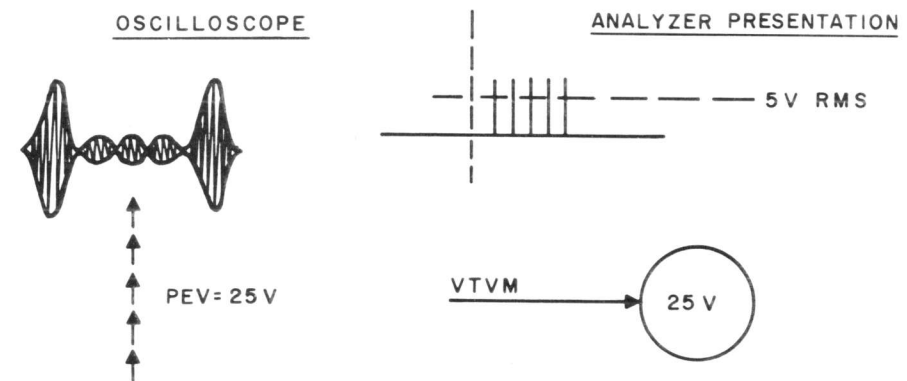 OSCILLOSCOPE
ANALYZER PRESENTATION
5V RMS
PEV = 25 V
VTVM
25 V